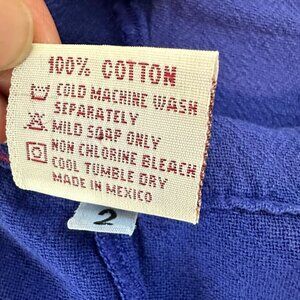 100% COTTON
COLD MACHINE WASH
SEPARATELY
MILD SOAP ONLY
NON CHLORINE BLEACH
COOL TUMBLE DRY
MADE IN MEXICO
2